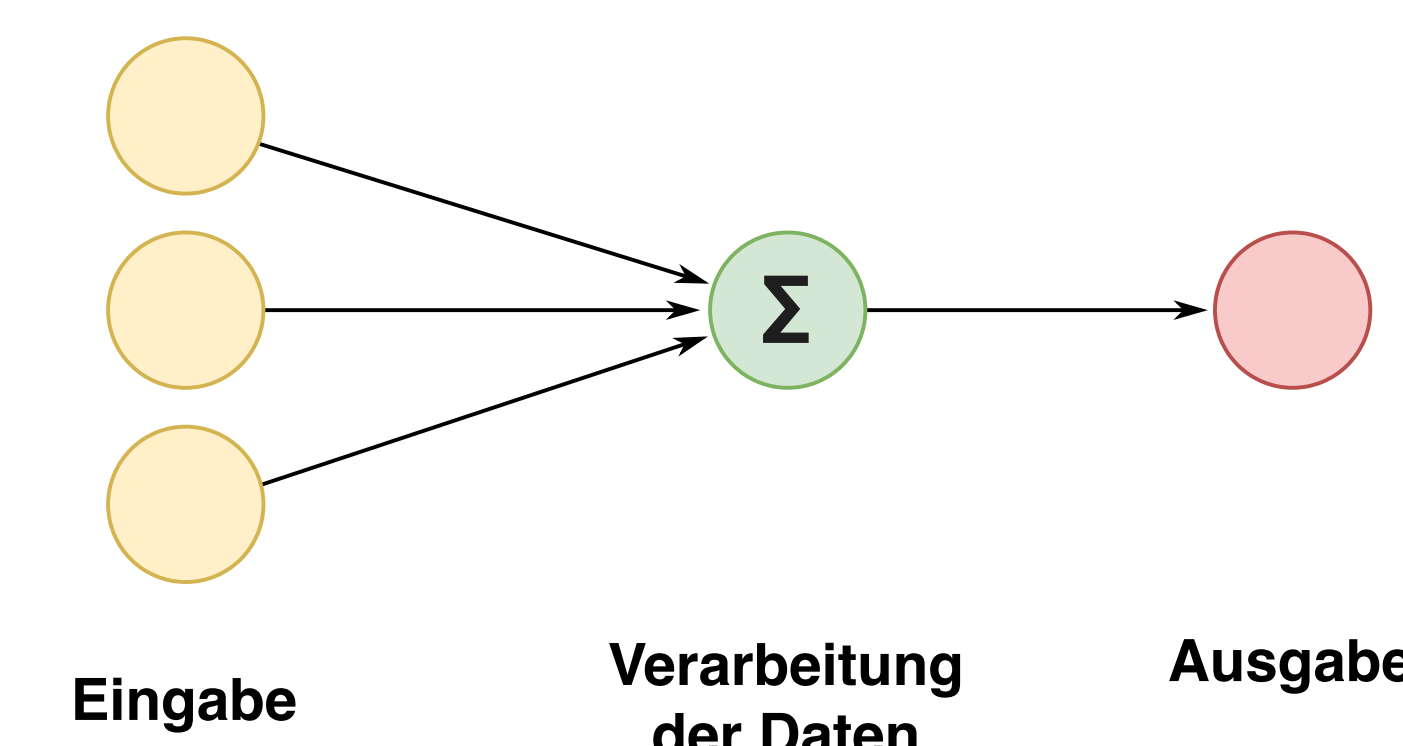 Σ
Eingabe
Verarbeitung
der Daten
Ausgabe